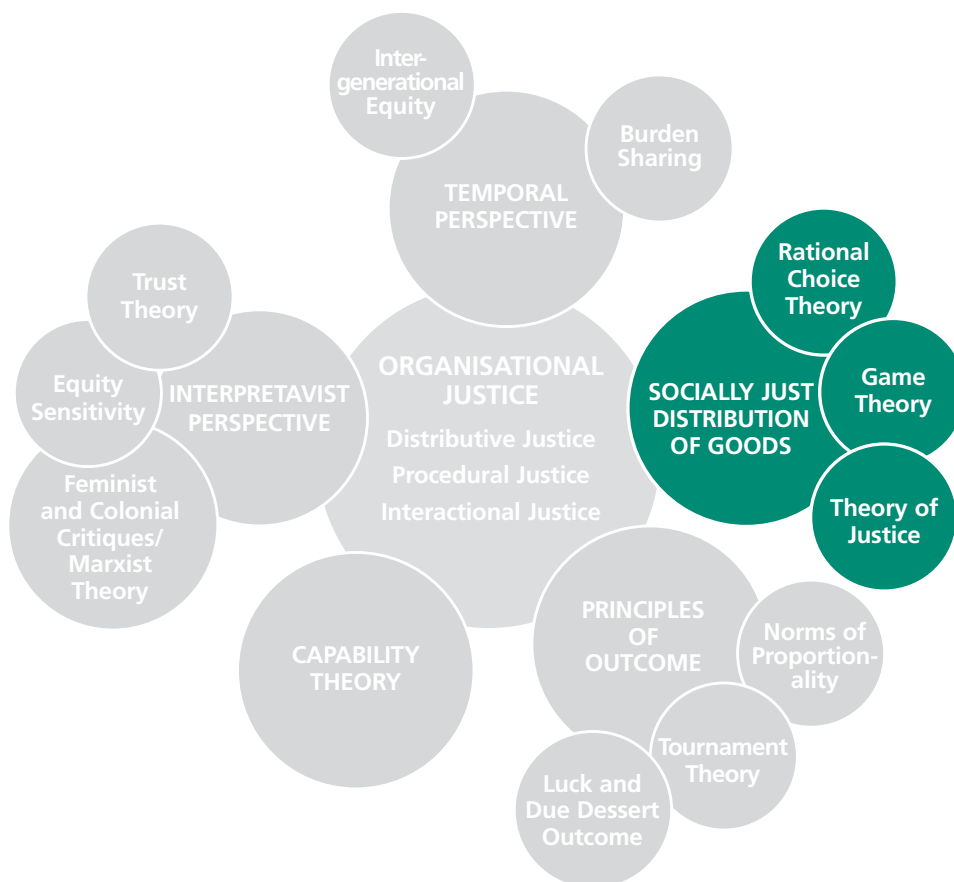 Inter-
generational
Equity
Burden
Sharing
TEMPORAL
PERSPECTIVE
Rational
Choice
Theory
Trust
Theory
Game
Theory
ORGANISATIONAL
JUSTICE
Distributive Justice
Procedural Justice
Interactional Justice
SOCIALLY JUST
DISTRIBUTION
OF GOODS
Equity
Sensitivity
INTERPRETAVIST
PERSPECTIVE
Feminist
and Colonial
Critiques/
Marxist
Theory
Theory of
Justice
PRINCIPLES
OF
OUTCOME
Norms of
Proportion-
ality
CAPABILITY
THEORY
Tournament
Theory
Luck and
Due Dessert
Outcome